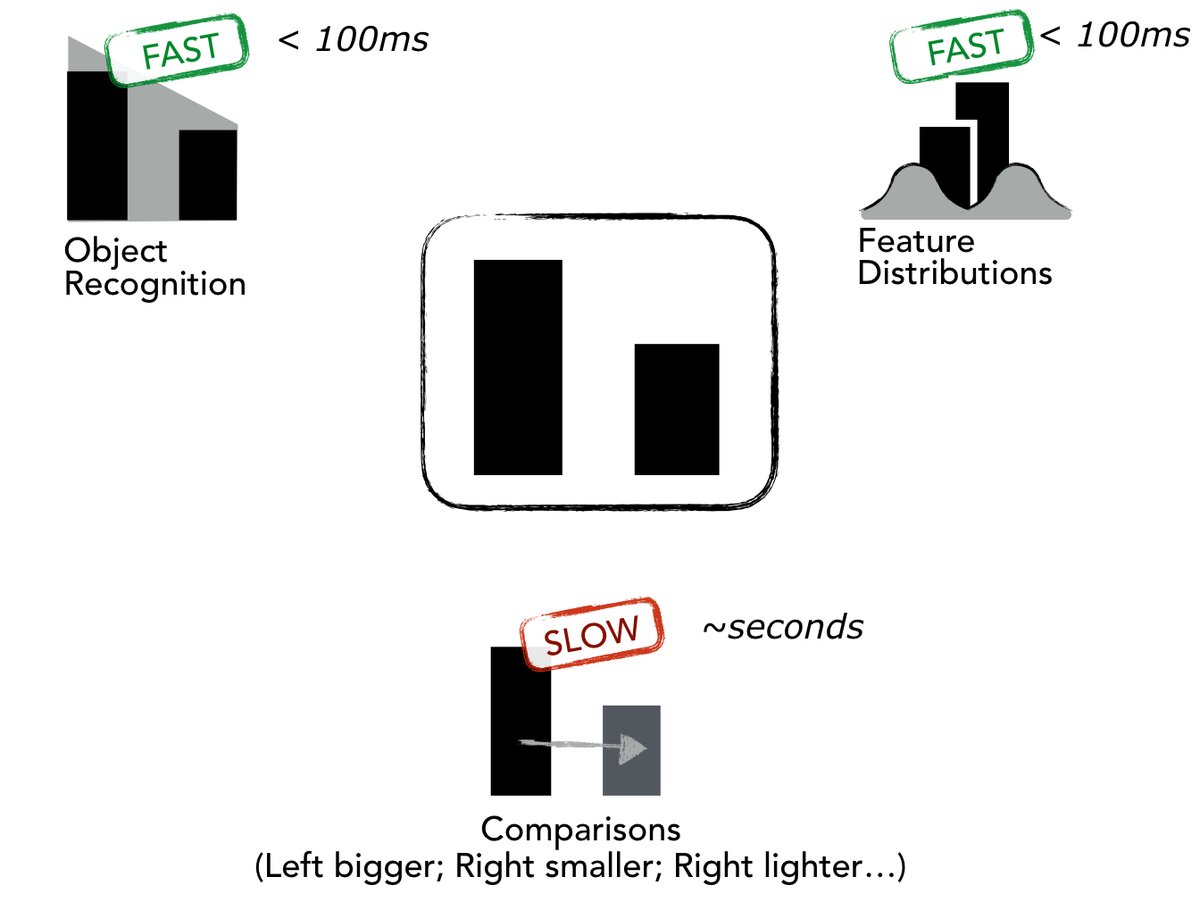 FAST
< 100ms
Object
Recognition
FAST
< 100ms
Feature
Distributions
SLOW
~seconds
Comparisons
(Left bigger; Right smaller; Right lighter…)